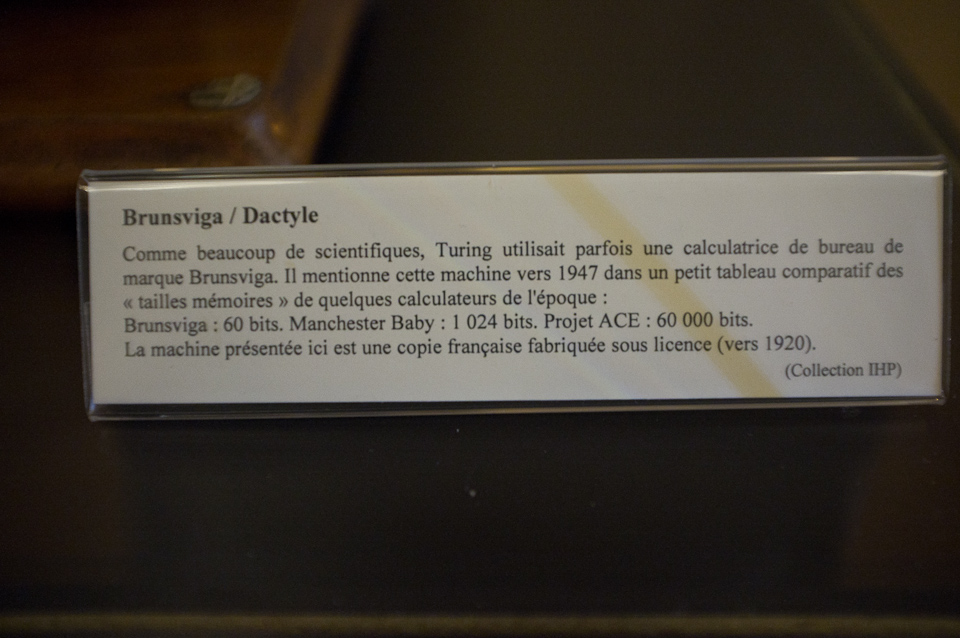 Brunsviga / Dactyle
Comme beaucoup de scientifiques, Turing utilisait parfois une calculatrice de bureau de
marque Brunsviga. Il mentionne cette machine vers 1947 dans un petit tableau comparatif des
« tailles mémoires » de quelques calculateurs de l'époque :
Brunsviga : 60 bits. Manchester Baby : 1 024 bits. Projet ACE : 60 000 bits.
La machine présentée ici est une copie française fabriquée sous licence (vers 1920).
(Collection IHP)